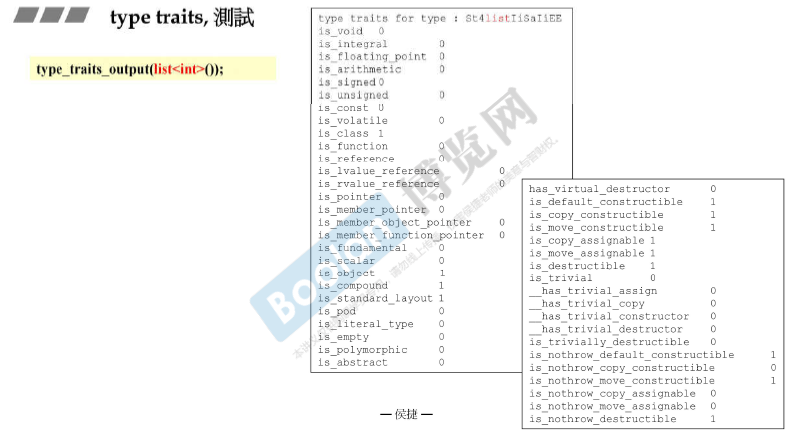 type traits, 測試
type_traits_output(list<int>());
type traits for type : St4listIiSaIiEE
is_void 0
is_integral 0
is_floating_point 0
is_arithmetic 0
is_signed 0
is_unsigned 0
is_const 0
is_volatile 0
is_class 1
is_function 0
is_reference 0
is_lvalue_reference 0
is_rvalue_reference 0
is_pointer 0
is_member_pointer 0
is_member_object_pointer 0
is_member_function_pointer 0
is_fundamental 0
is_scalar 0
is_object 1
is_compound 1
is_standard_layout 1
is_pod 0
is_literal_type 0
is_empty 0
is_polymorphic 0
is_abstract 0
has_virtual_destructor 0
is_default_constructible 1
is_copy_constructible 1
is_move_constructible 1
is_copy_assignable 1
is_move_assignable 1
is_destructible 1
is_trivial 0
__has_trivial_assign 0
__has_trivial_copy 0
__has_trivial_constructor 0
__has_trivial_destructor 0
is_trivially_destructible 0
is_nothrow_default_constructible 1
is_nothrow_copy_constructible 0
is_nothrow_move_constructible 1
is_nothrow_copy_assignable 0
is_nothrow_move_assignable 0
is_nothrow_destructible 1
Boolan 博览网
— 侯捷 —